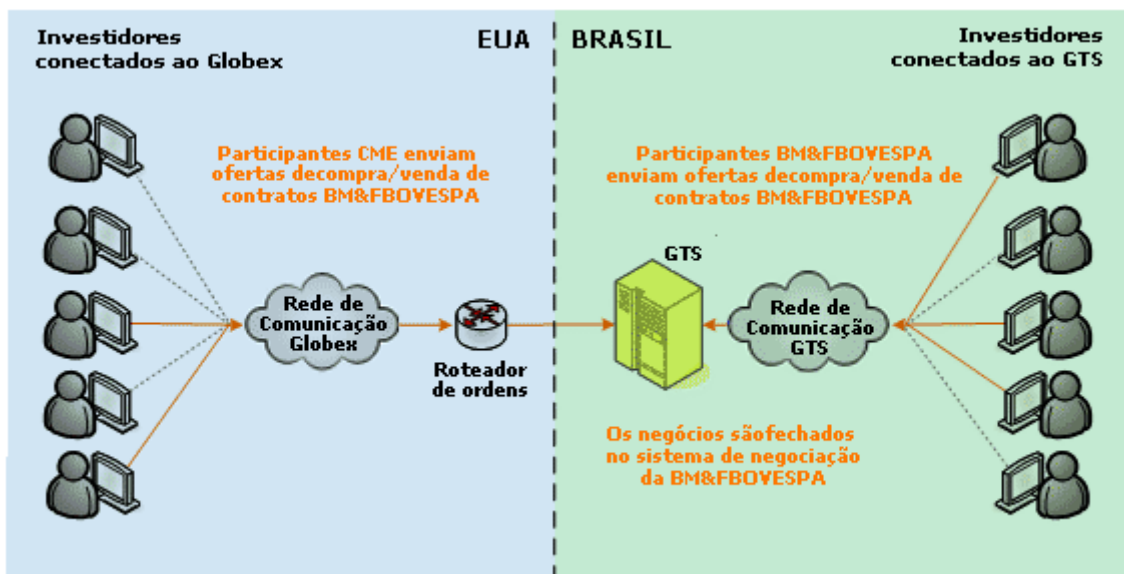 Investidores
conectados ao Globex
EUA
BRASIL
Investidores
conectados ao GTS
Participantes CME enviam
ofertas decompra/venda de
contratos BM&FBOVESPA
Participantes BM&FBOVESPA
enviam ofertas decompra/venda de
contratos BM&FBOVESPA
GTS
Rede de
Comunicação
Globex
Roteador
de ordens
Rede de
Comunicação
GTS
Os negócios sãofechados
no sistema de negociação
da BM&FBOVESPA